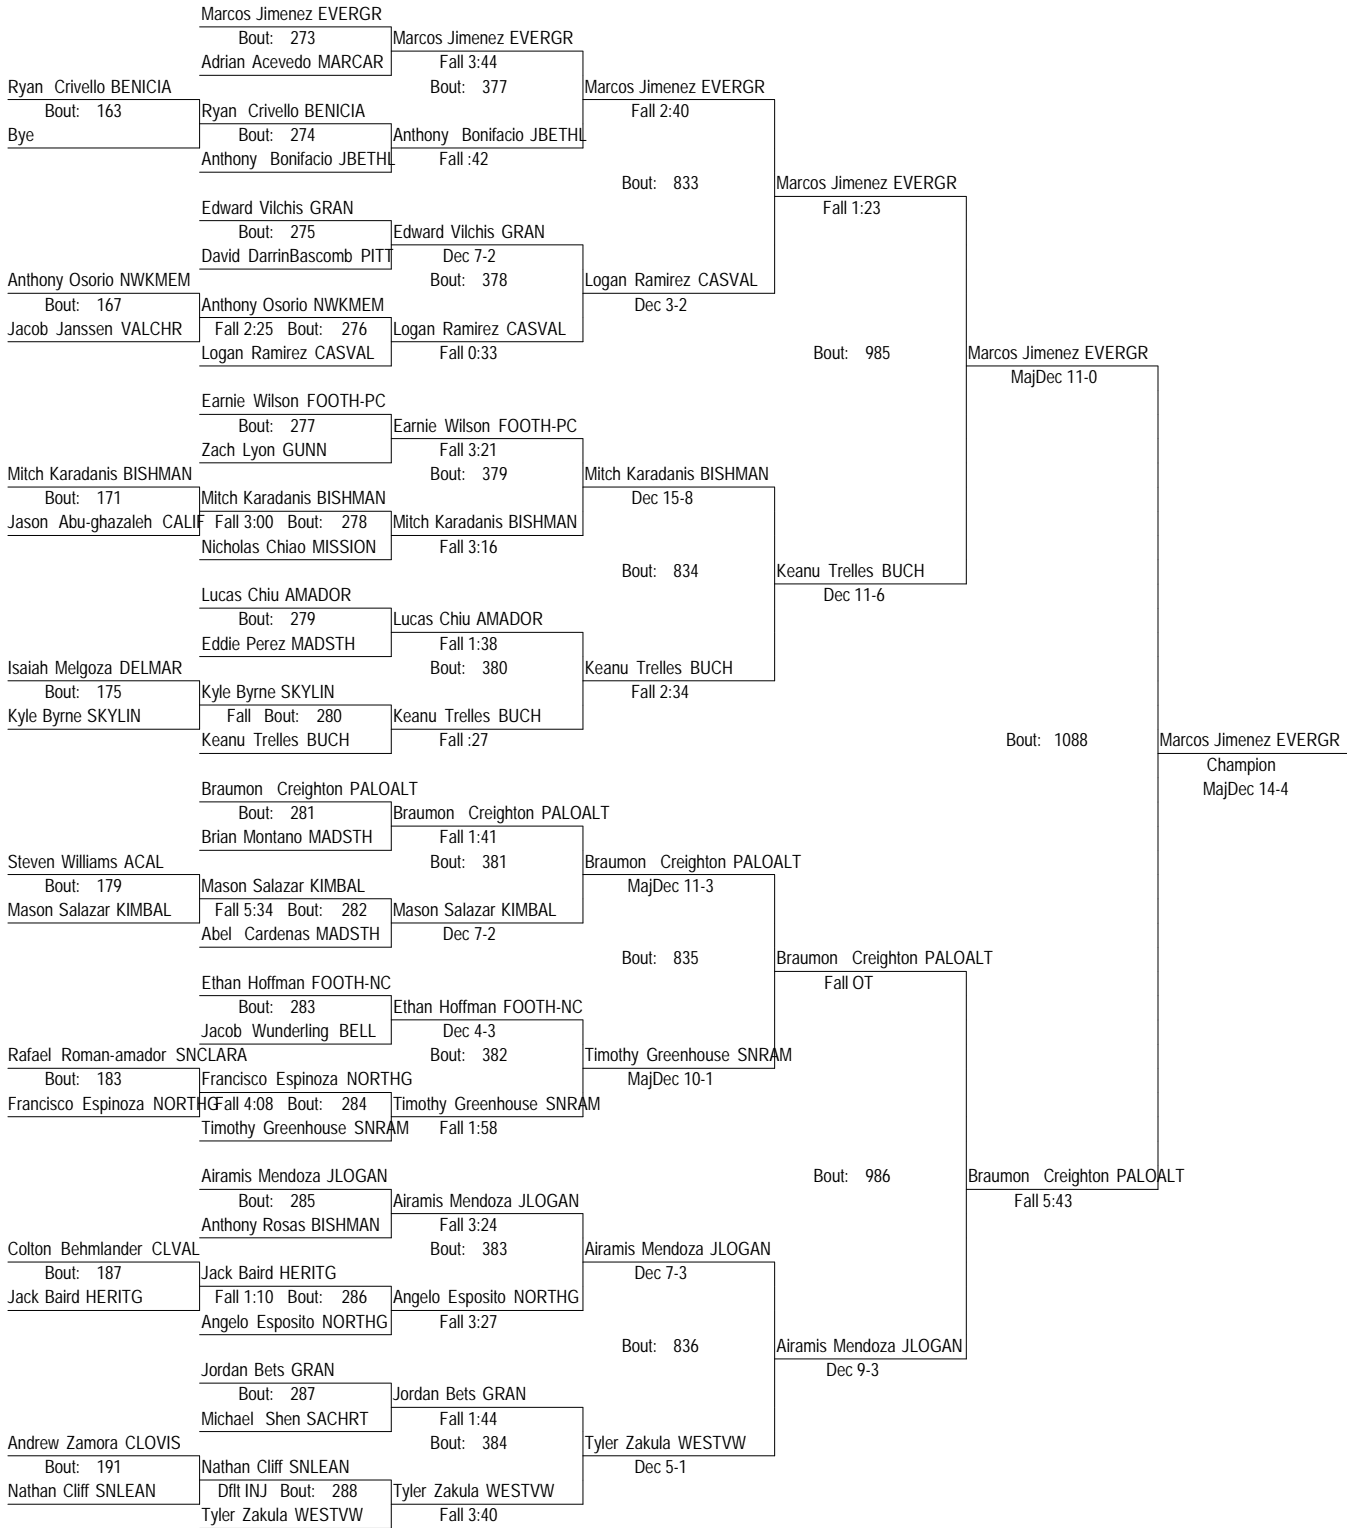 Marcos Jimenez EVERGR
Bout: 273 Marcos Jimenez EVERGR
Adrian Acevedo MARCAR Fall 3:44
Ryan Crivello BENICIA Bout: 377 Marcos Jimenez EVERGR
Bout: 163 Ryan Crivello BENICIA Fall 2:40
Bye Bout: 274 Anthony Bonifacio JBETHL
Anthony Bonifacio JBETHL Fall :42
Bout: 833 Marcos Jimenez EVERGR
Edward Vilchis GRAN Fall 1:23
Bout: 275 Edward Vilchis GRAN
David DarrinBascomb PITT Dec 7-2
Anthony Osorio NWKMEM Bout: 378 Logan Ramirez CASVAL
Bout: 167 Anthony Osorio NWKMEM Dec 3-2
Jacob Janssen VALCHR Fall 2:25 Bout: 276 Logan Ramirez CASVAL
Logan Ramirez CASVAL Fall 0:33 Bout: 985 Marcos Jimenez EVERGR
MajDec 11-0
Earnie Wilson FOOTH-PC
Bout: 277 Earnie Wilson FOOTH-PC
Zach Lyon GUNN Fall 3:21
Mitch Karadanis BISHMAN Bout: 379 Mitch Karadanis BISHMAN
Bout: 171 Mitch Karadanis BISHMAN Dec 15-8
Jason Abu-ghazaleh CALIF Fall 3:00 Bout: 278 Mitch Karadanis BISHMAN
Nicholas Chiao MISSION Fall 3:16
Bout: 834 Keanu Trelles BUCH
Lucas Chiu AMADOR Dec 11-6
Bout: 279 Lucas Chiu AMADOR
Eddie Perez MADSTH Fall 1:38
Isaiah Melgoza DELMAR Bout: 380 Keanu Trelles BUCH
Bout: 175 Kyle Byrne SKYLIN Fall 2:34
Kyle Byrne SKYLIN Fall Bout: 280 Keanu Trelles BUCH
Keanu Trelles BUCH Fall :27 Bout: 1088 Marcos Jimenez EVERGR
Champion
Braumon Creighton PALOALT MajDec 14-4
Bout: 281 Braumon Creighton PALOALT
Brian Montano MADSTH Fall 1:41
Steven Williams ACAL Bout: 381 Braumon Creighton PALOALT
Bout: 179 Mason Salazar KIMBAL MajDec 11-3
Mason Salazar KIMBAL Fall 5:34 Bout: 282 Mason Salazar KIMBAL
Abel Cardenas MADSTH Dec 7-2
Bout: 835 Braumon Creighton PALOALT
Ethan Hoffman FOOTH-NC Fall OT
Bout: 283 Ethan Hoffman FOOTH-NC
Jacob Wunderling BELL Dec 4-3
Rafael Roman-amador SNCLARA Bout: 382 Timothy Greenhouse SNRAM
Bout: 183 Francisco Espinoza NORTHG MajDec 10-1
Francisco Espinoza NORTHG Fall 4:08 Bout: 284 Timothy Greenhouse SNRAM
Timothy Greenhouse SNRAM Fall 1:58
Airamis Mendoza JLOGAN Bout: 986 Braumon Creighton PALOALT
Bout: 285 Airamis Mendoza JLOGAN Fall 5:43
Anthony Rosas BISHMAN Fall 3:24
Colton Behmlander CLVAL Bout: 383 Airamis Mendoza JLOGAN
Bout: 187 Jack Baird HERITG Dec 7-3
Jack Baird HERITG Fall 1:10 Bout: 286 Angelo Esposito NORTHG
Angelo Esposito NORTHG Fall 3:27
Bout: 836 Airamis Mendoza JLOGAN
Jordan Bets GRAN Dec 9-3
Bout: 287 Jordan Bets GRAN
Michael Shen SACHRT Fall 1:44
Andrew Zamora CLOVIS Bout: 384 Tyler Zakula WESTVW
Bout: 191 Nathan Cliff SNLEAN Dec 5-1
Nathan Cliff SNLEAN Dflt INJ Bout: 288 Tyler Zakula WESTVW
Tyler Zakula WESTVW Fall 3:40